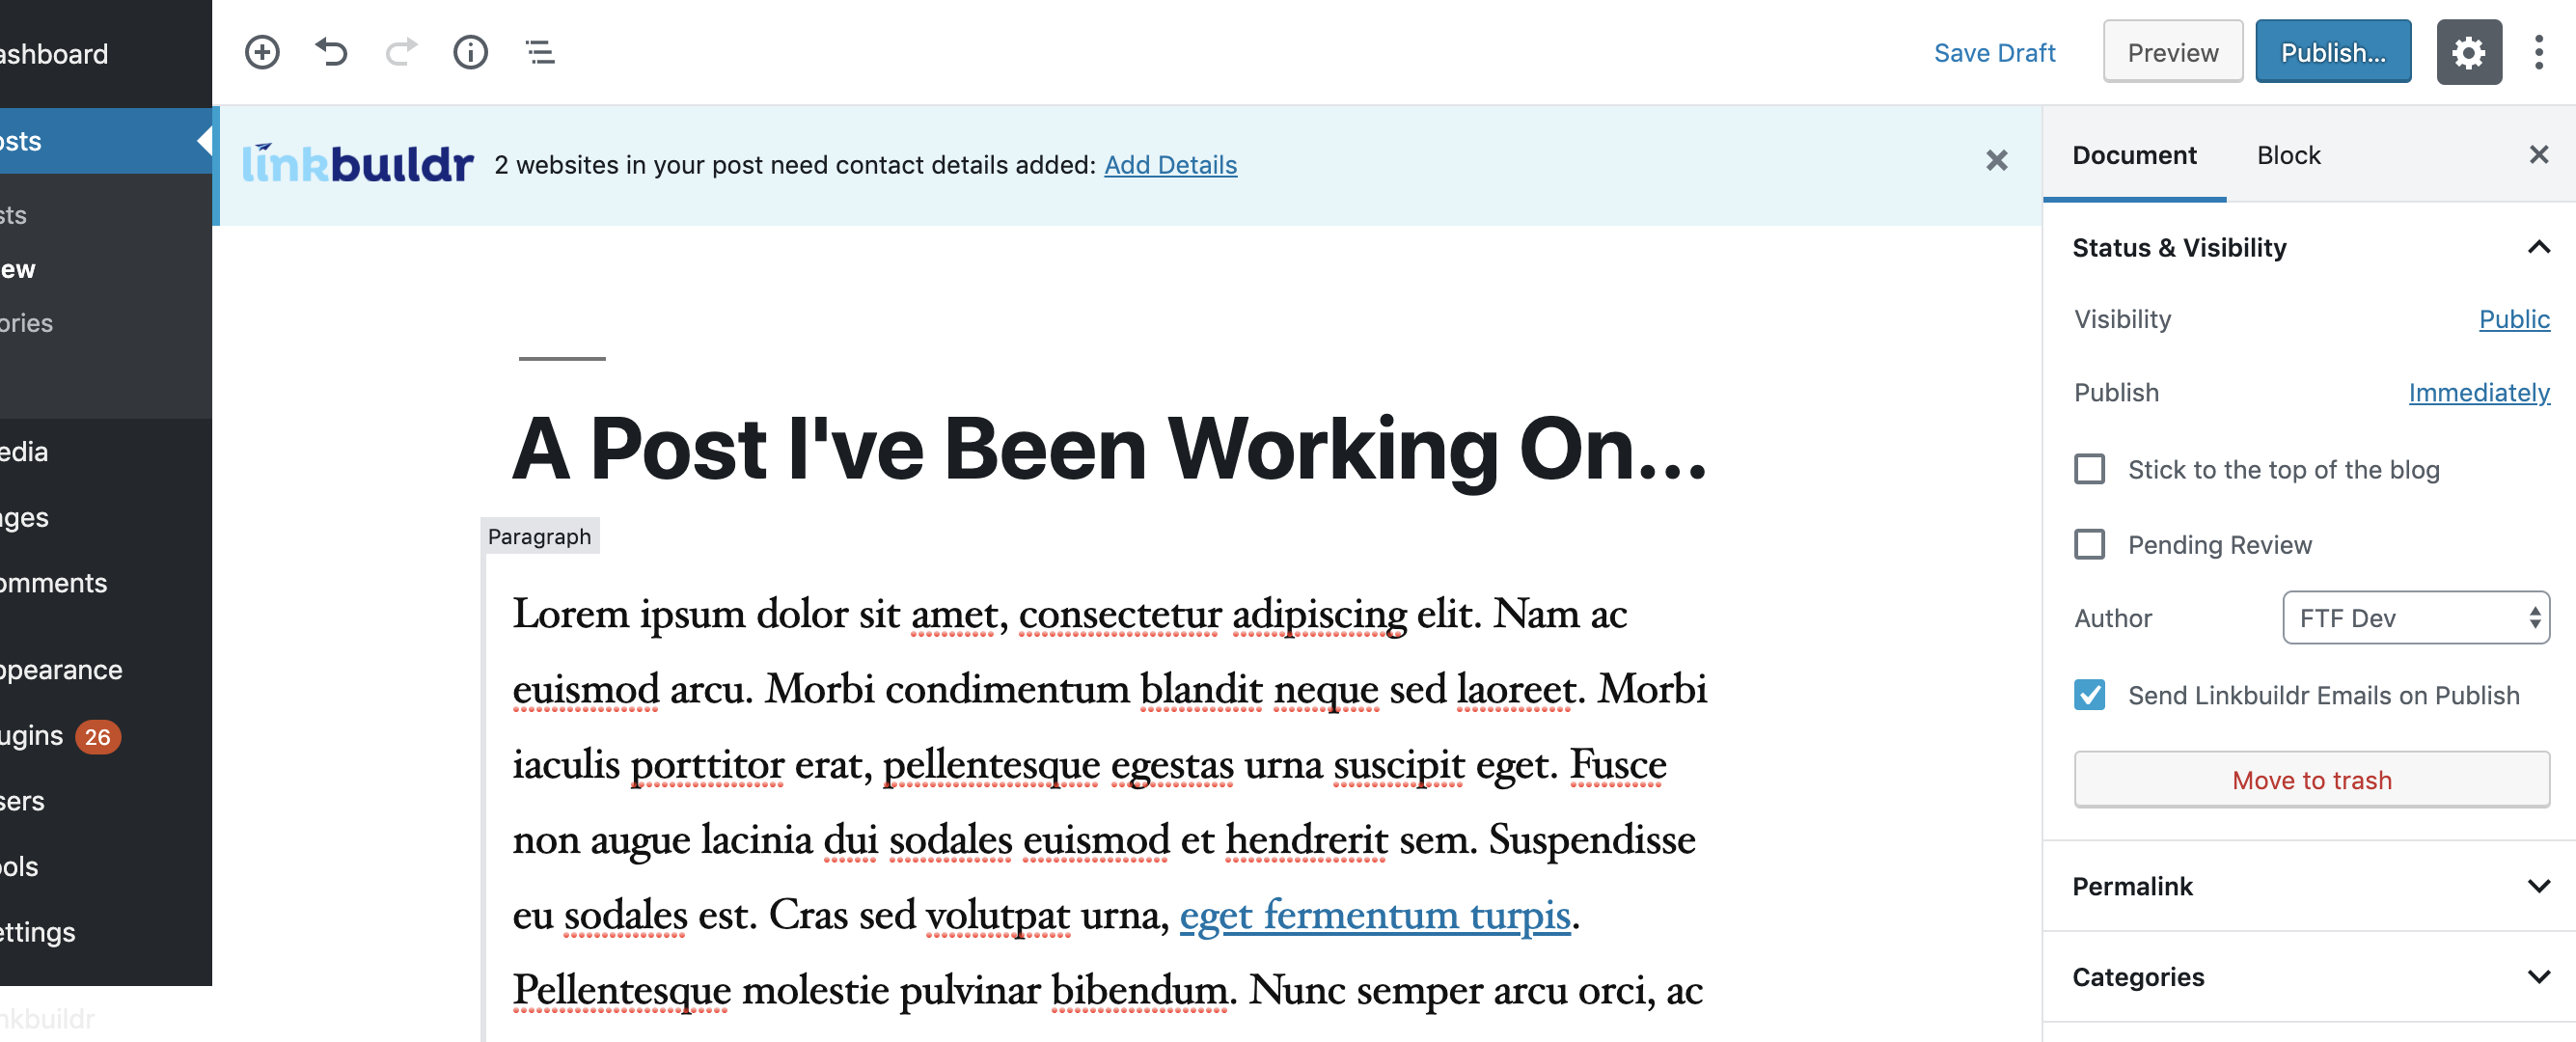 ashboard
Save Draft
Preview
Publish...
osts
linkbuildr 2 websites in your post need contact details added: Add Details
Document
Block
sts
ew
ories
edia
ages
omments
ppearance
ugins 26
sers
ols
ettings
nkbuildr
A Post I've Been Working On...
Paragraph
Lorem ipsum dolor sit amet, consectetur adipiscing elit. Nam ac
euismod arcu. Morbi condimentum blandit neque sed laoreet. Morbi
iaculis porttitor erat, pellentesque egestas urna suscipit eget. Fusce
non augue lacinia dui sodales euismod et hendrerit sem. Suspendisse
eu sodales est. Cras sed volutpat urna, eget fermentum turpis.
Pellentesque molestie pulvinar bibendum. Nunc semper arcu orci, ac
Status & Visibility
Visibility
Public
Publish
Immediately
Stick to the top of the blog
Pending Review
Author
FTF Dev
Send Linkbuildr Emails on Publish
Move to trash
Permalink
Categories